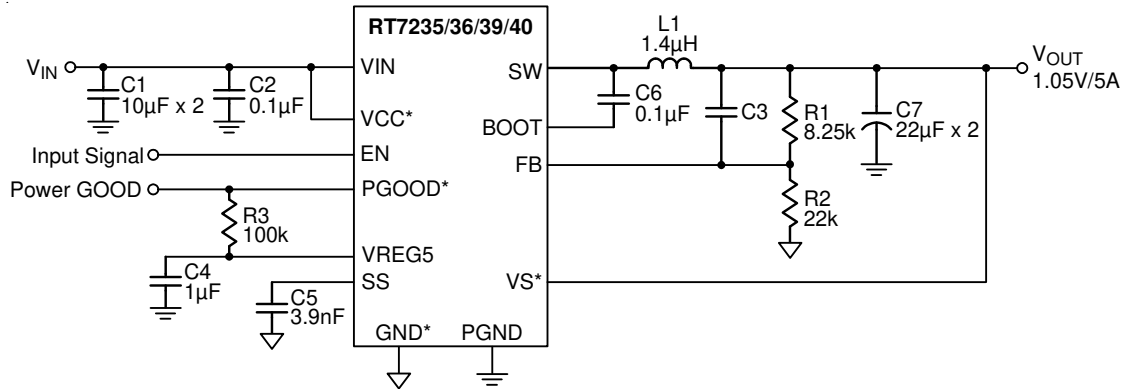 RT7235/36/39/40
VIN
VIN
C1
10µF x 2
C2
0.1µF
VCC*
Input Signal
EN
Power GOOD
PGOOD*
R3
100k
VREG5
C4
1µF
SS
C5
3.9nF
GND*
PGND
SW
L1
1.4µH
C6
0.1µF
BOOT
C3
R1
8.25k
C7
22µF x 2
VOUT
1.05V/5A
FB
R2
22k
VS*